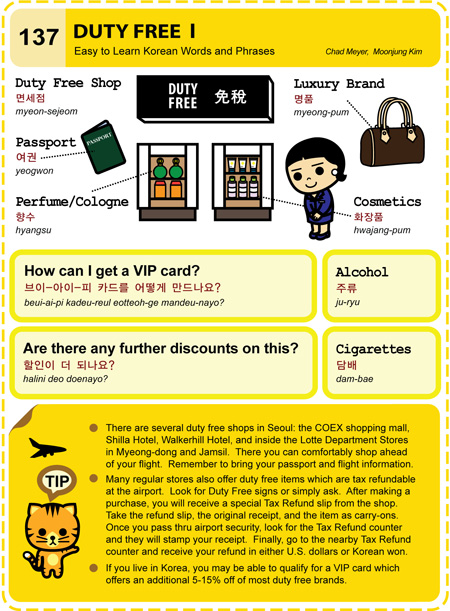 137
DUTY FREE I
Easy to Learn Korean Words and Phrases
Chad Meyer, Moonjung Kim
Duty Free Shop
면세점
myeon-sejeom
DUTY
FREE 免稅
Luxury Brand
명품
myeong-pum
Passport
여권
yeogwon
PASSPORT
Perfume/Cologne
향수
hyangsu
Cosmetics
화장품
hwajang-pum
How can I get a VIP card?
브이-아이-피 카드를 어떻게 만드나요?
beui-ai-pi kadeu-reul eotteoh-ge mandeu-nayo?
Alcohol
주류
ju-ryu
Are there any further discounts on this?
할인이 더 되나요?
halini deo doenayo?
Cigarettes
담배
dam-bae
There are several duty free shops in Seoul: the COEX shopping mall,
Shilla Hotel, Walkerhill Hotel, and inside the Lotte Department Stores
in Myeong-dong and Jamsil. There you can comfortably shop ahead
of your flight. Remember to bring your passport and flight information.
TIP
Many regular stores also offer duty free items which are tax refundable
at the airport. Look for Duty Free signs or simply ask. After making a
purchase, you will receive a special Tax Refund slip from the shop.
Take the refund slip, the original receipt, and the item as carry-ons.
Once you pass thru airport security, look for the Tax Refund counter
and they will stamp your receipt. Finally, go to the nearby Tax Refund
counter and receive your refund in either U.S. dollars or Korean won.
If you live in Korea, you may be able to qualify for a VIP card which
offers an additional 5-15% off of most duty free brands.